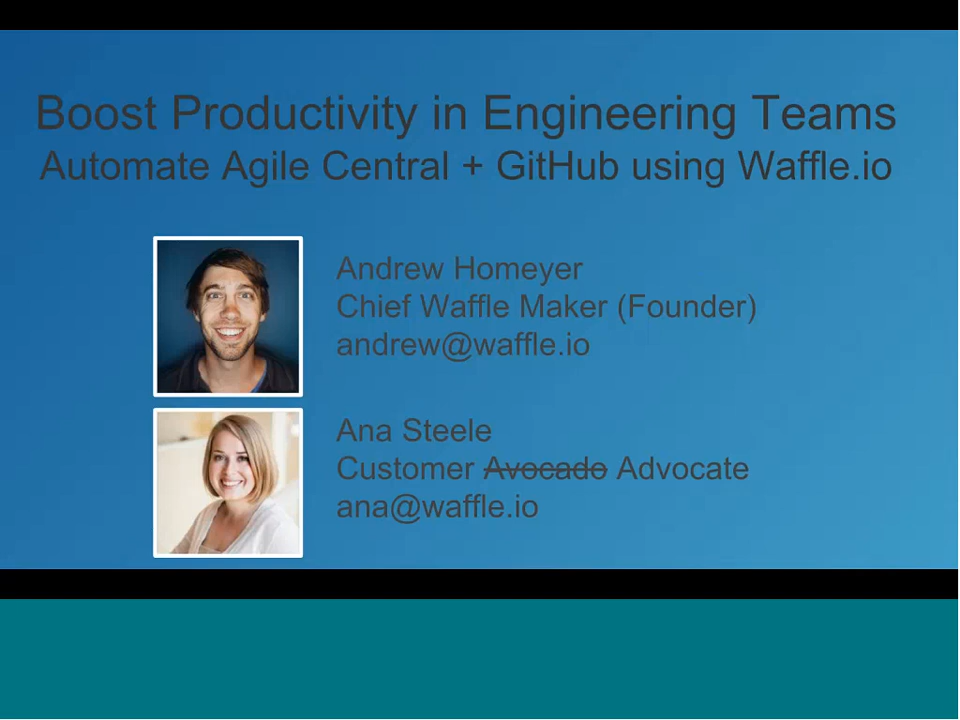 Boost Productivity in Engineering Teams
Automate Agile Central + GitHub using Waffle.io
Andrew Homeyer
Chief Waffle Maker (Founder)
andrew@waffle.io
Ana Steele
Customer Avocado Advocate
ana@waffle.io